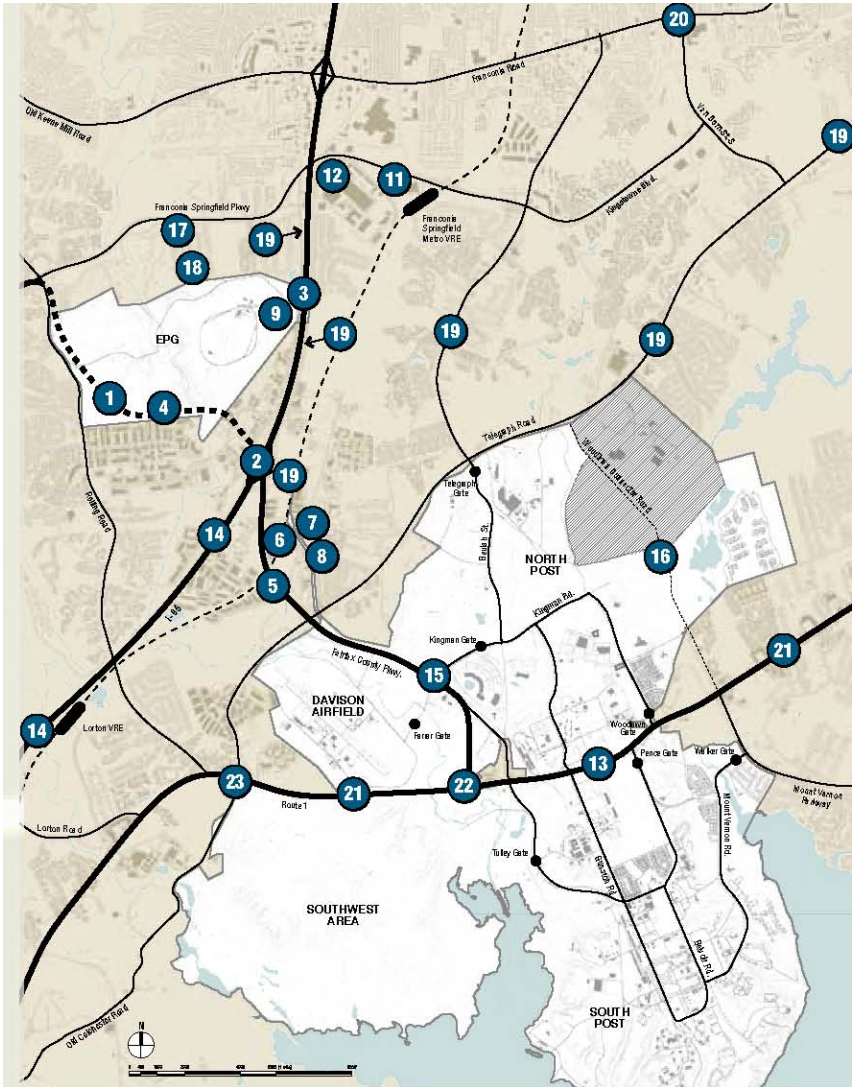 20
Franconia Road
Old Keene Mill Road
Van Dorn St. S
19
12
11
Kingstowne Blvd.
Franconia Springfield Pkwy
Franconia
Springfield
Metro VRE
17
19
18
3
9
19
EPG
19
19
1
4
Telegraph Road
2
19
Telegraph
Gate
Woodlawn Connector Road
Rolling Road
14
7
6
8
Beulah St.
NORTH
POST
16
5
I-95
Kingman Rd.
Kingman Gate
Fairfax County Pkwy.
15
21
DAVISON
AIRFIELD
Farrar Gate
Woodlawn
Gate
14
Lorton VRE
Pence Gate
Walker Gate
13
23
22
21
Route 1
Mount Vernon
Parkway
Mount Vernon Rd.
Lorton Road
Tulley Gate
Gunston Rd.
SOUTHWEST
AREA
Belvoir Rd.
SOUTH
POST
Old Colchester Road
N